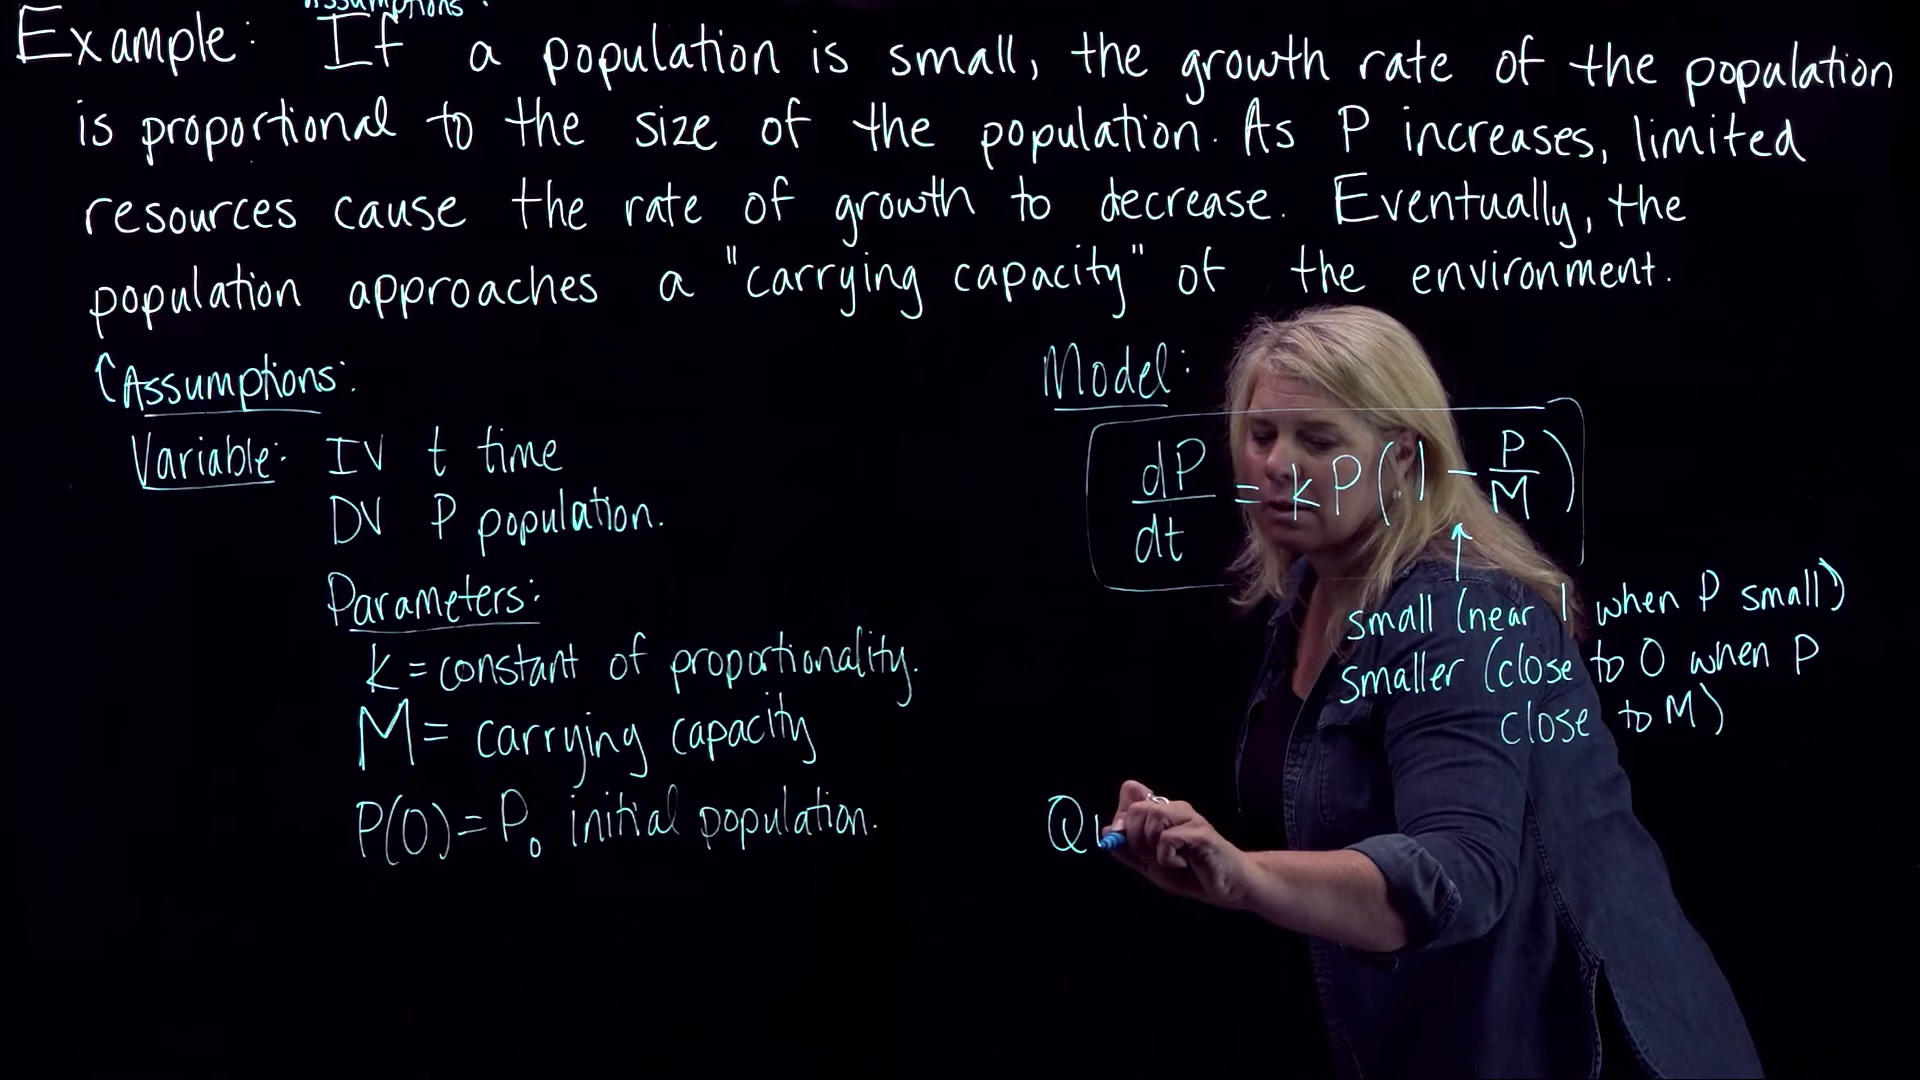 Assumptions:
Example: If a population is small, the growth rate of the population
is proportional to the size of the population. As P increases, limited
resources cause the rate of growth to decrease. Eventually, the
population approaches a "carrying capacity" of the environment.
(Assumptions:
Variable: IV t time
DV P population.
Parameters:
k = constant of proportionality.
M = carrying capacity
P(0) = P₀ initial population.
Model:
dP/dt = kP(1 - P/M)
↑
small (near 1 when P small)
smaller (close to 0 when P
close to M)
Qu